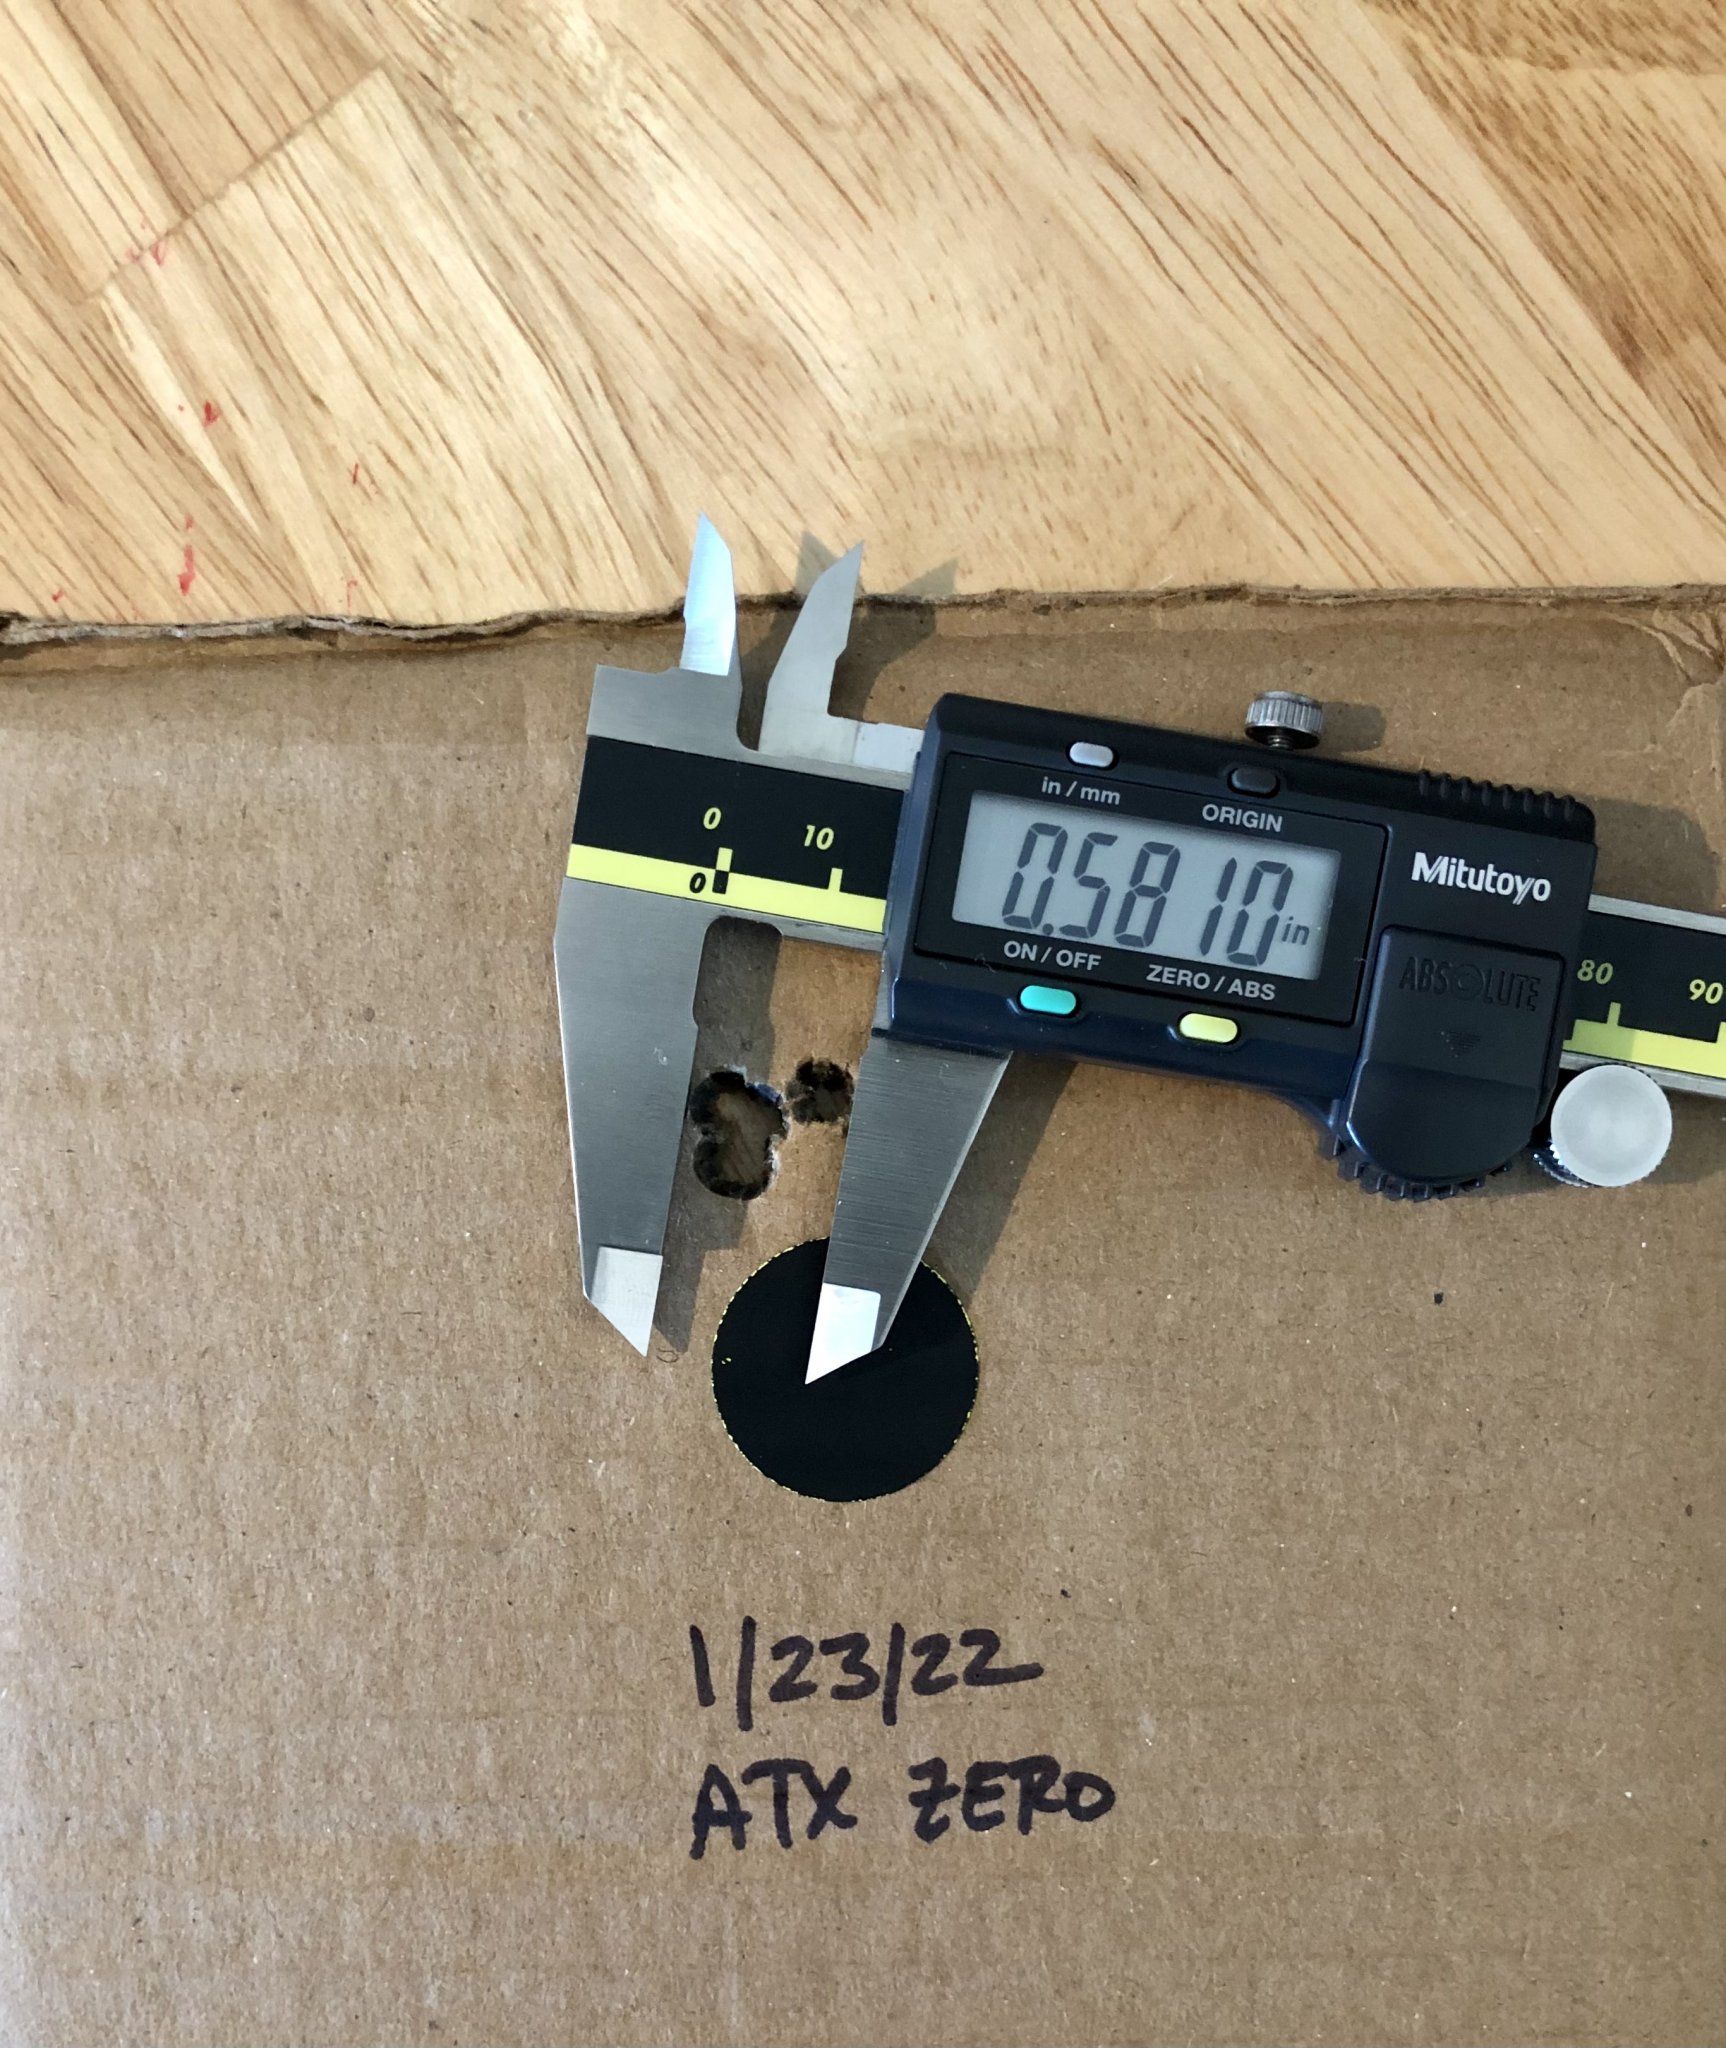 in/mm
ORIGIN
0.5810 in
Mitutoyo
ON/OFF
ZERO/ABS
ABSOLUTE
0 10
0
80 90
1/23/22
ATX ZERO